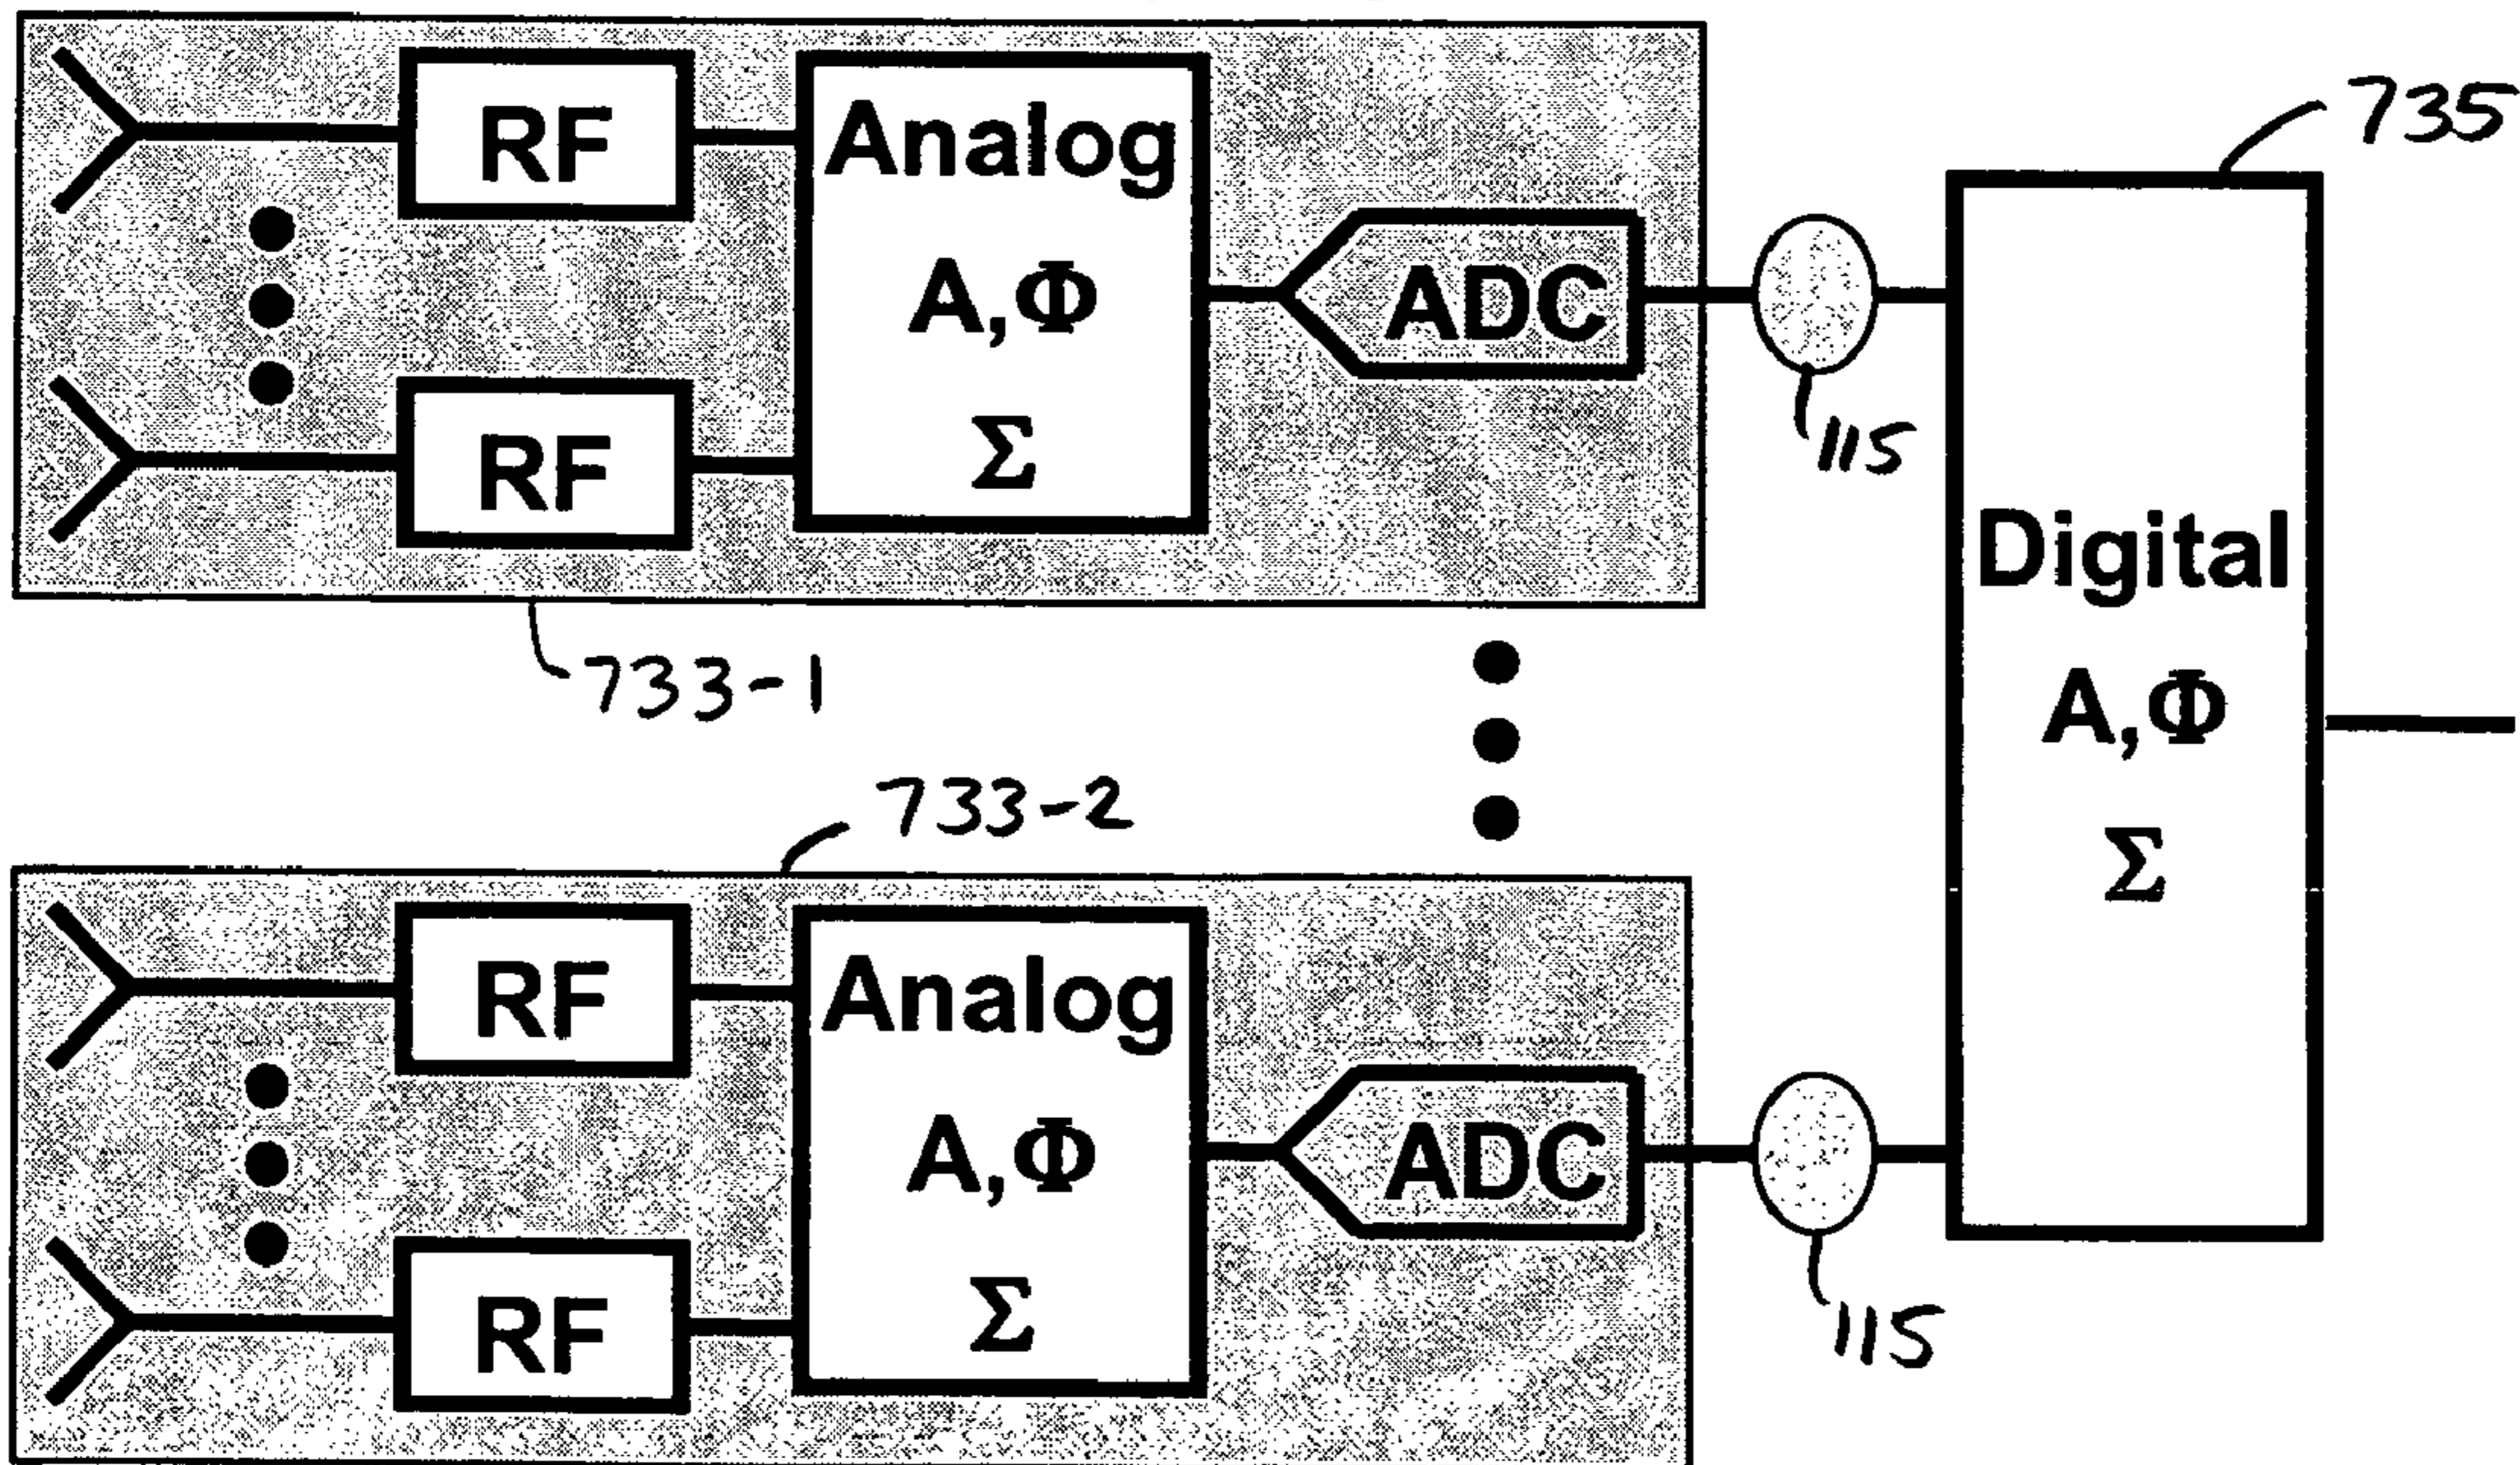 RF
Analog
A,Φ
Σ
ADC
RF
115
733-1
735
Digital
A,Φ
Σ
733-2
RF
Analog
A,Φ
Σ
ADC
RF
115